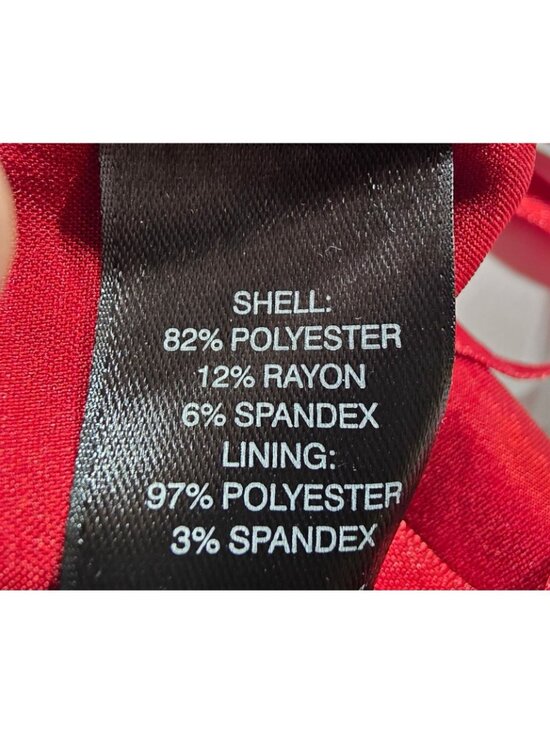 SHELL:
82% POLYESTER
12% RAYON
6% SPANDEX
LINING:
97% POLYESTER
3% SPANDEX